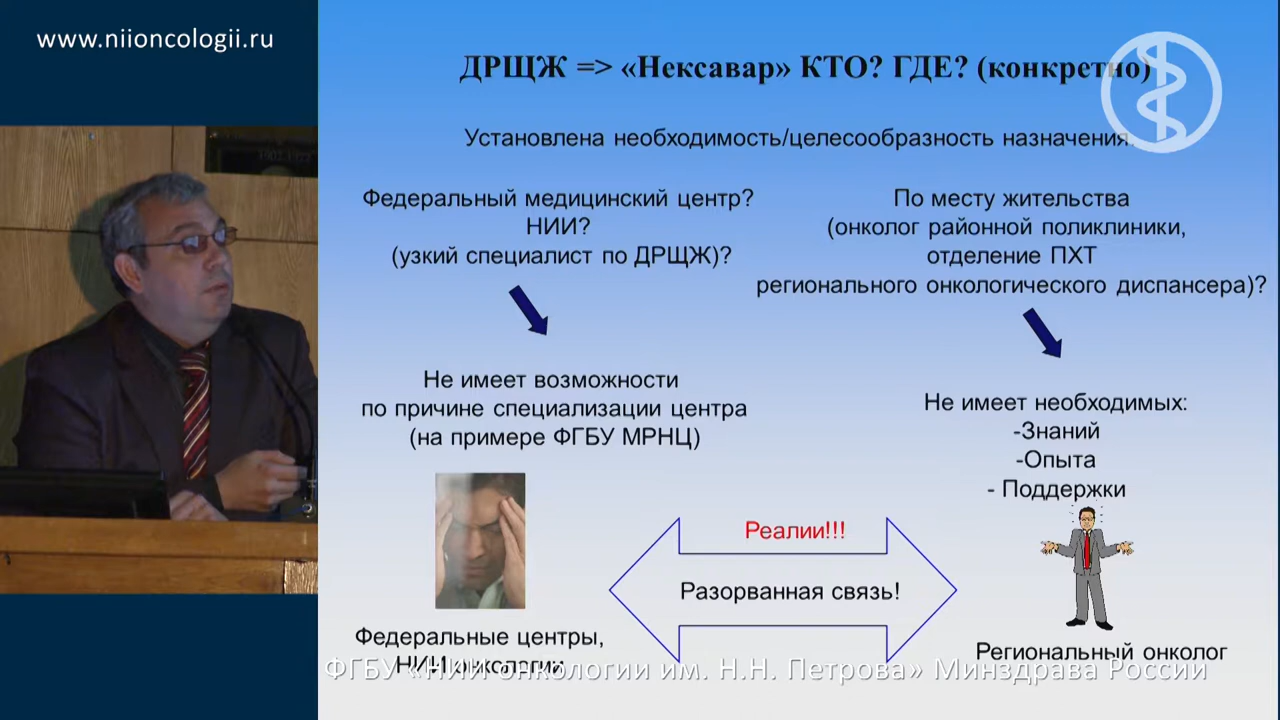 www.niioncologii.ru
ДРЩЖ => «Нексавар» КТО? ГДЕ? (конкретно)
Установлена необходимость/целесообразность назначения
Федеральный медицинский центр?
НИИ?
(узкий специалист по ДРЩЖ)?
По месту жительства
(онколог районной поликлиники,
отделение ПХТ
регионального онкологического диспансера)?
Не имеет возможности
по причине специализации центра
(на примере ФГБУ МРНЦ)
Не имеет необходимых:
-Знаний
-Опыта
- Поддержки
Реалии!!!
Разорванная связь!
Федеральные центры,
НИИ онкологии
Региональный онколог
ФГБУ «НИИ онкологии им. Н.Н. Петрова» Минздрава России